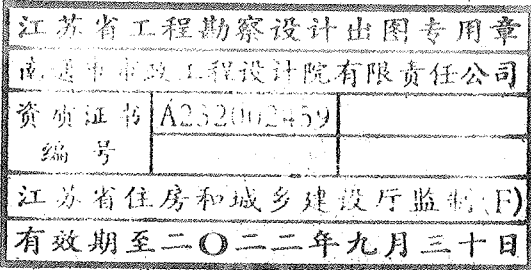 江苏省工程勘察设计出图专用章
南通市市政工程设计院有限责任公司
资质证书 A232002459
编号
江苏省住房和城乡建设厅监制(F)
有效期至二〇二二年九月三十日